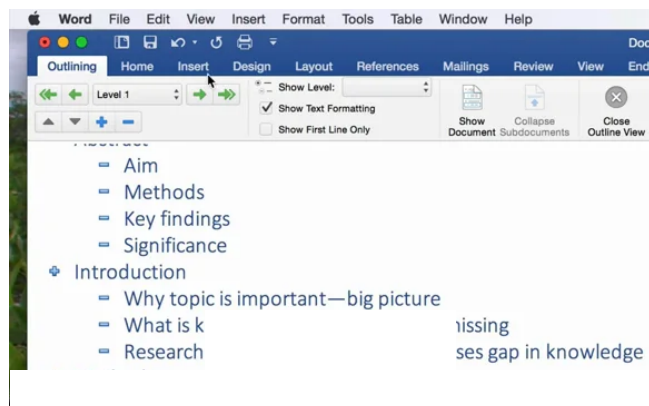 Word File Edit View Insert Format Tools Table Window Help
Doc
Outlining Home Insert Design Layout References Mailings Review View End
Level 1
Show Level:
Show Text Formatting
Show First Line Only
Show Document
Collapse Subdocuments
Close Outline View
Abstract
Aim
Methods
Key findings
Significance
Introduction
Why topic is important—big picture
What is k issing
Research ses gap in knowledge